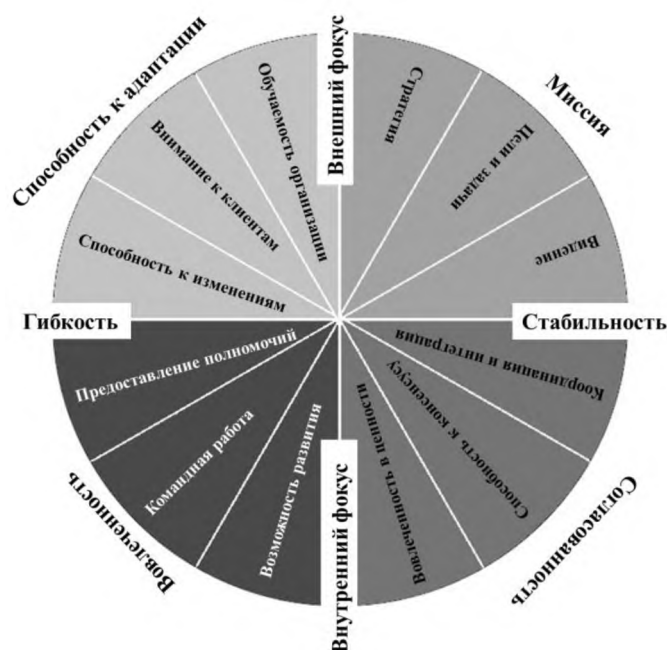 Способность к адаптации
Внешний фокус
Миссия
Обучаемость организации
Стратегия
Внимание к клиентам
Цели и задачи
Способность к изменениям
Видение
Гибкость
Стабильность
Предоставление полномочий
Координация и интеграция
Командная работа
Способность к консенсусу
Возможность развития
Вовлеченность в ценности
Вовлеченность
Внутренний фокус
Согласованность